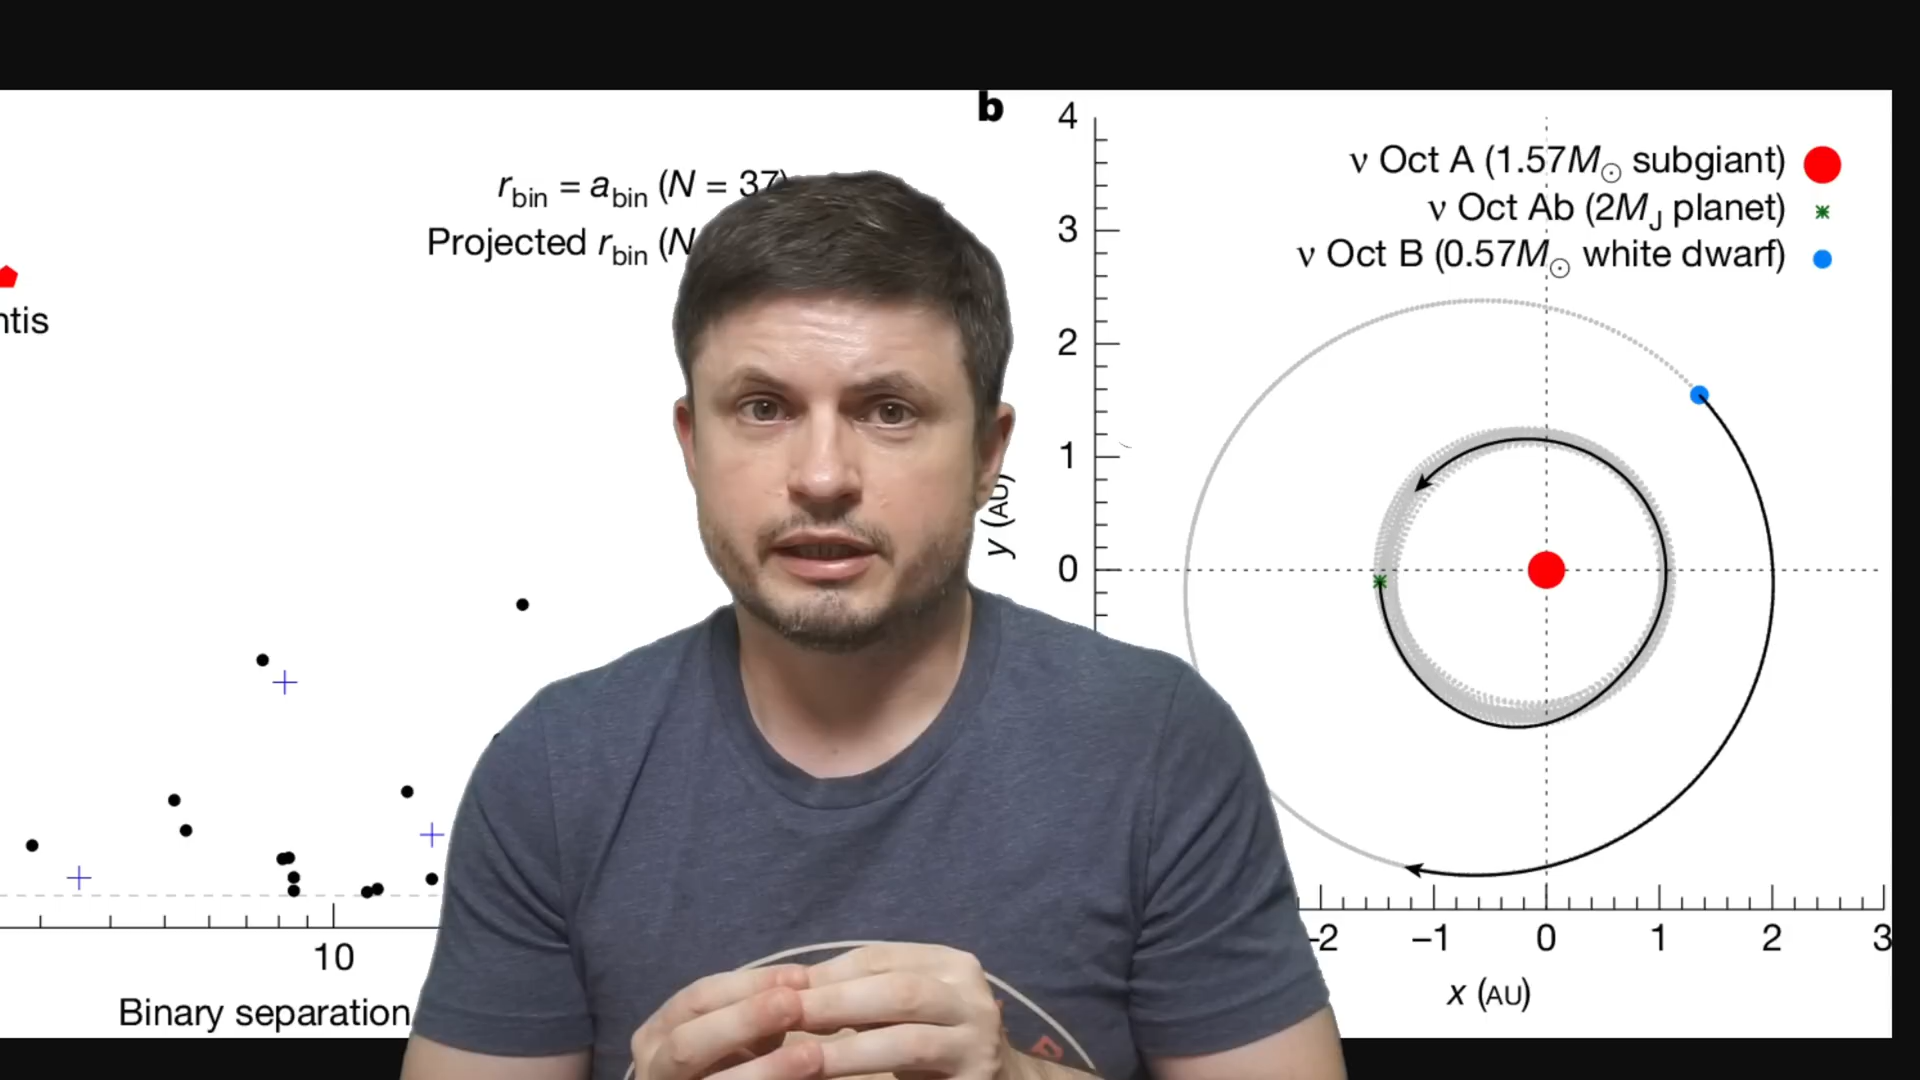 r_bin = a_bin (N = 37)
Projected r_bin (N
ntis
10
Binary separation
b
4
3
2
1
0
y (AU)
ν Oct A (1.57M☉ subgiant)
ν Oct Ab (2M_J planet)
ν Oct B (0.57M☉ white dwarf)
-2
−1
0
1
2
3
x (AU)